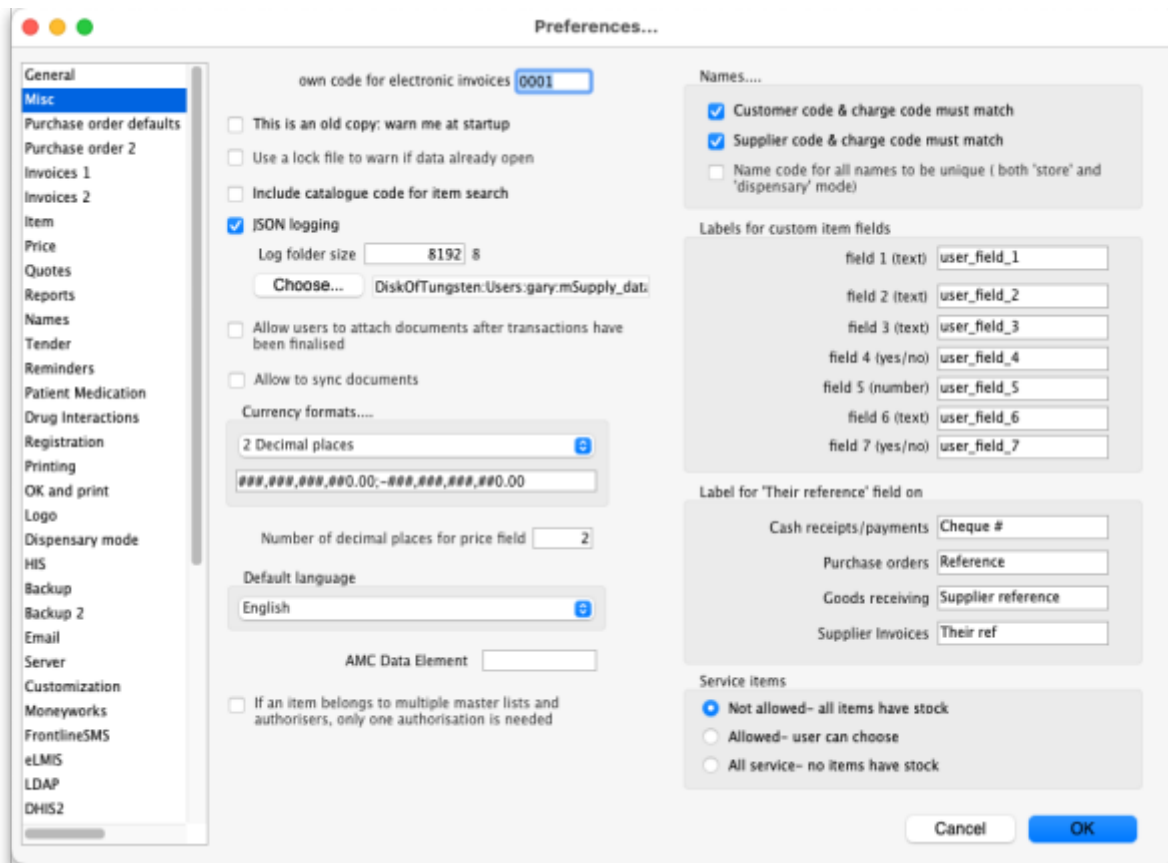 Preferences...
General
Misc
Purchase order defaults
Purchase order 2
Invoices 1
Invoices 2
Item
Price
Quotes
Reports
Names
Tender
Reminders
Patient Medication
Drug Interactions
Registration
Printing
OK and print
Logo
Dispensary mode
HIS
Backup
Backup 2
Email
Server
Customization
Moneyworks
FrontlineSMS
eLMIS
LDAP
DHIS2
own code for electronic invoices 0001
This is an old copy: warn me at startup
Use a lock file to warn if data already open
Include catalogue code for item search
JSON logging
Log folder size 8192 8
Choose... DiskOfTungsten:Users:gary:mSupply_data
Allow users to attach documents after transactions have
been finalised
Allow to sync documents
Currency formats....
2 Decimal places
###,###,###,##0.00;-###,###,###,##0.00
Number of decimal places for price field 2
Default language
English
AMC Data Element
If an item belongs to multiple master lists and
authorisers, only one authorisation is needed
Names....
Customer code & charge code must match
Supplier code & charge code must match
Name code for all names to be unique ( both 'store' and
'dispensary' mode)
Labels for custom item fields
field 1 (text) user_field_1
field 2 (text) user_field_2
field 3 (text) user_field_3
field 4 (yes/no) user_field_4
field 5 (number) user_field_5
field 6 (text) user_field_6
field 7 (yes/no) user_field_7
Label for 'Their reference' field on
Cash receipts/payments Cheque #
Purchase orders Reference
Goods receiving Supplier reference
Supplier Invoices Their ref
Service items
Not allowed- all items have stock
Allowed- user can choose
All service- no items have stock
Cancel OK